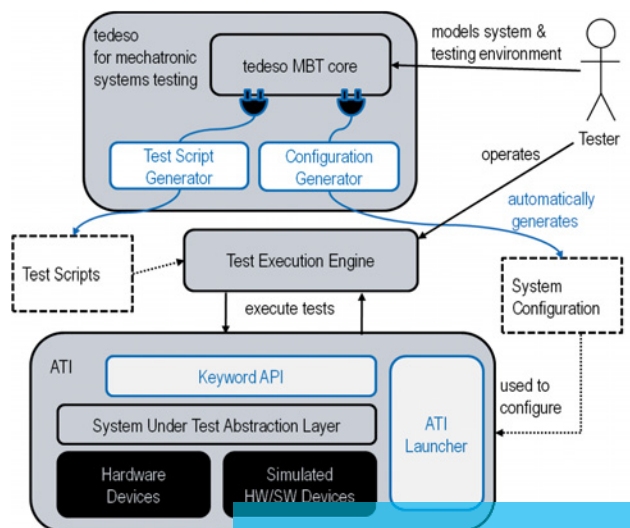 tedeso
for mechatronic
systems testing
tedeso MBT core
models system &
testing environment
Tester
Test Script
Generator
Configuration
Generator
operates
automatically
generates
Test Scripts
Test Execution Engine
System
Configuration
execute tests
ATI
Keyword API
used to
configure
System Under Test Abstraction Layer
ATI
Launcher
Hardware
Devices
Simulated
HW/SW Devices